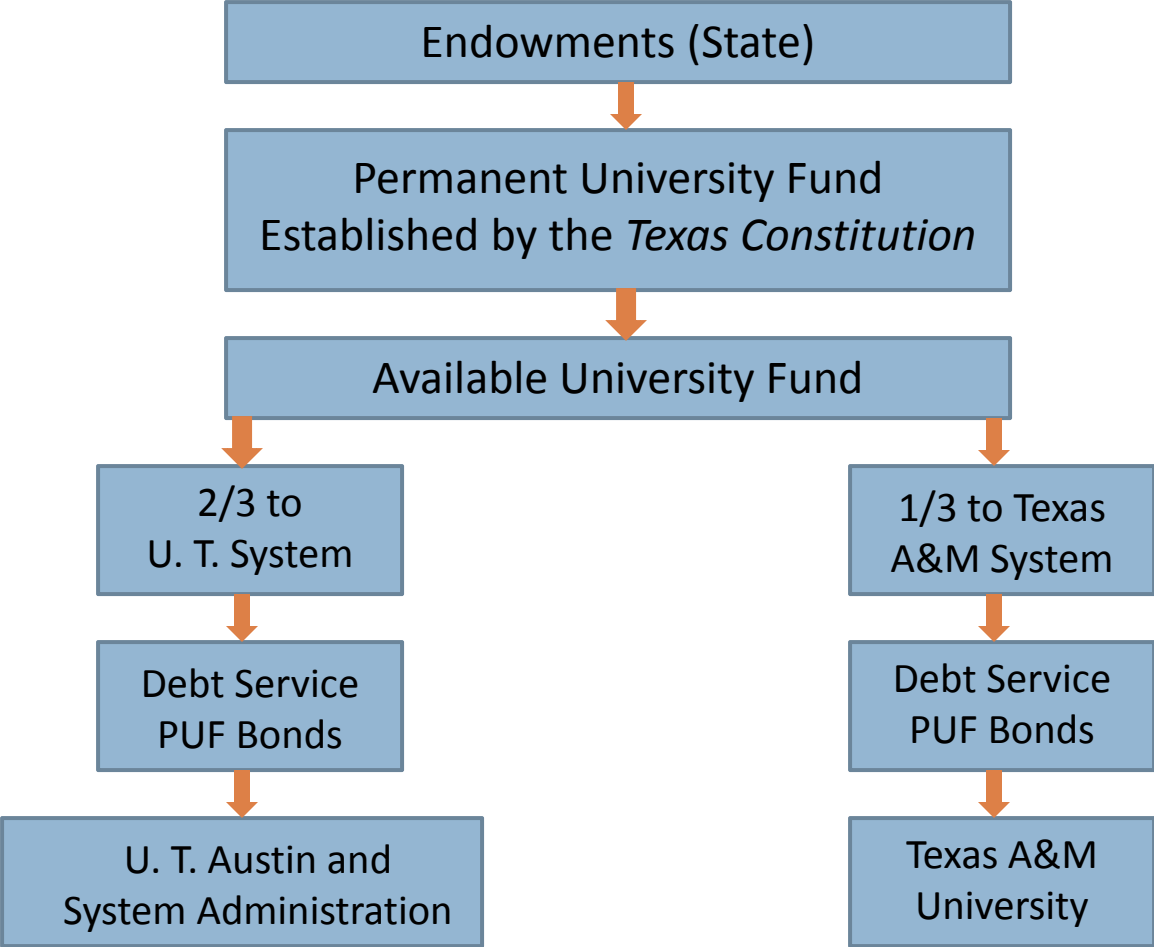 Endowments (State)
Permanent University Fund
Established by the Texas Constitution
Available University Fund
2/3 to
U. T. System
1/3 to Texas
A&M System
Debt Service
PUF Bonds
Debt Service
PUF Bonds
U. T. Austin and
System Administration
Texas A&M
University